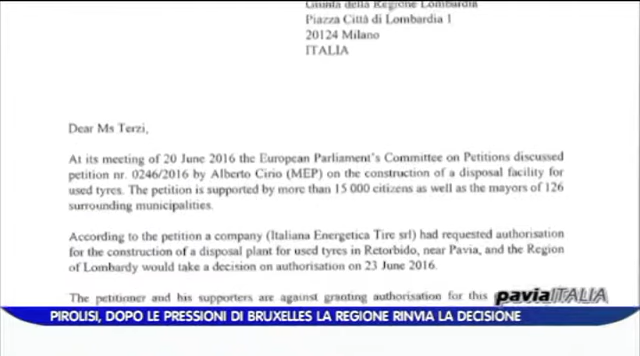 Giunta della Regione Lombardia
Piazza Città di Lombardia 1
20124 Milano
ITALIA
Dear Ms Terzi,
At its meeting of 20 June 2016 the European Parliament's Committee on Petitions discussed
petition nr. 0246/2016 by Alberto Cirio (MEP) on the construction of a disposal facility for
used tyres. The petition is supported by more than 15 000 citizens as well as the mayors of 126
surrounding municipalities.
According to the petition a company (Italiana Energetica Tire srl) had requested authorisation
for the construction of a disposal plant for used tyres in Retorbido, near Pavia, and the Region
of Lombardy would take a decision on authorisation on 23 June 2016.
The petitioner and his supporters are against granting authorisation for this
paviaITALIA
PIROLISI, DOPO LE PRESSIONI DI BRUXELLES LA REGIONE RINVIA LA DECISIONE